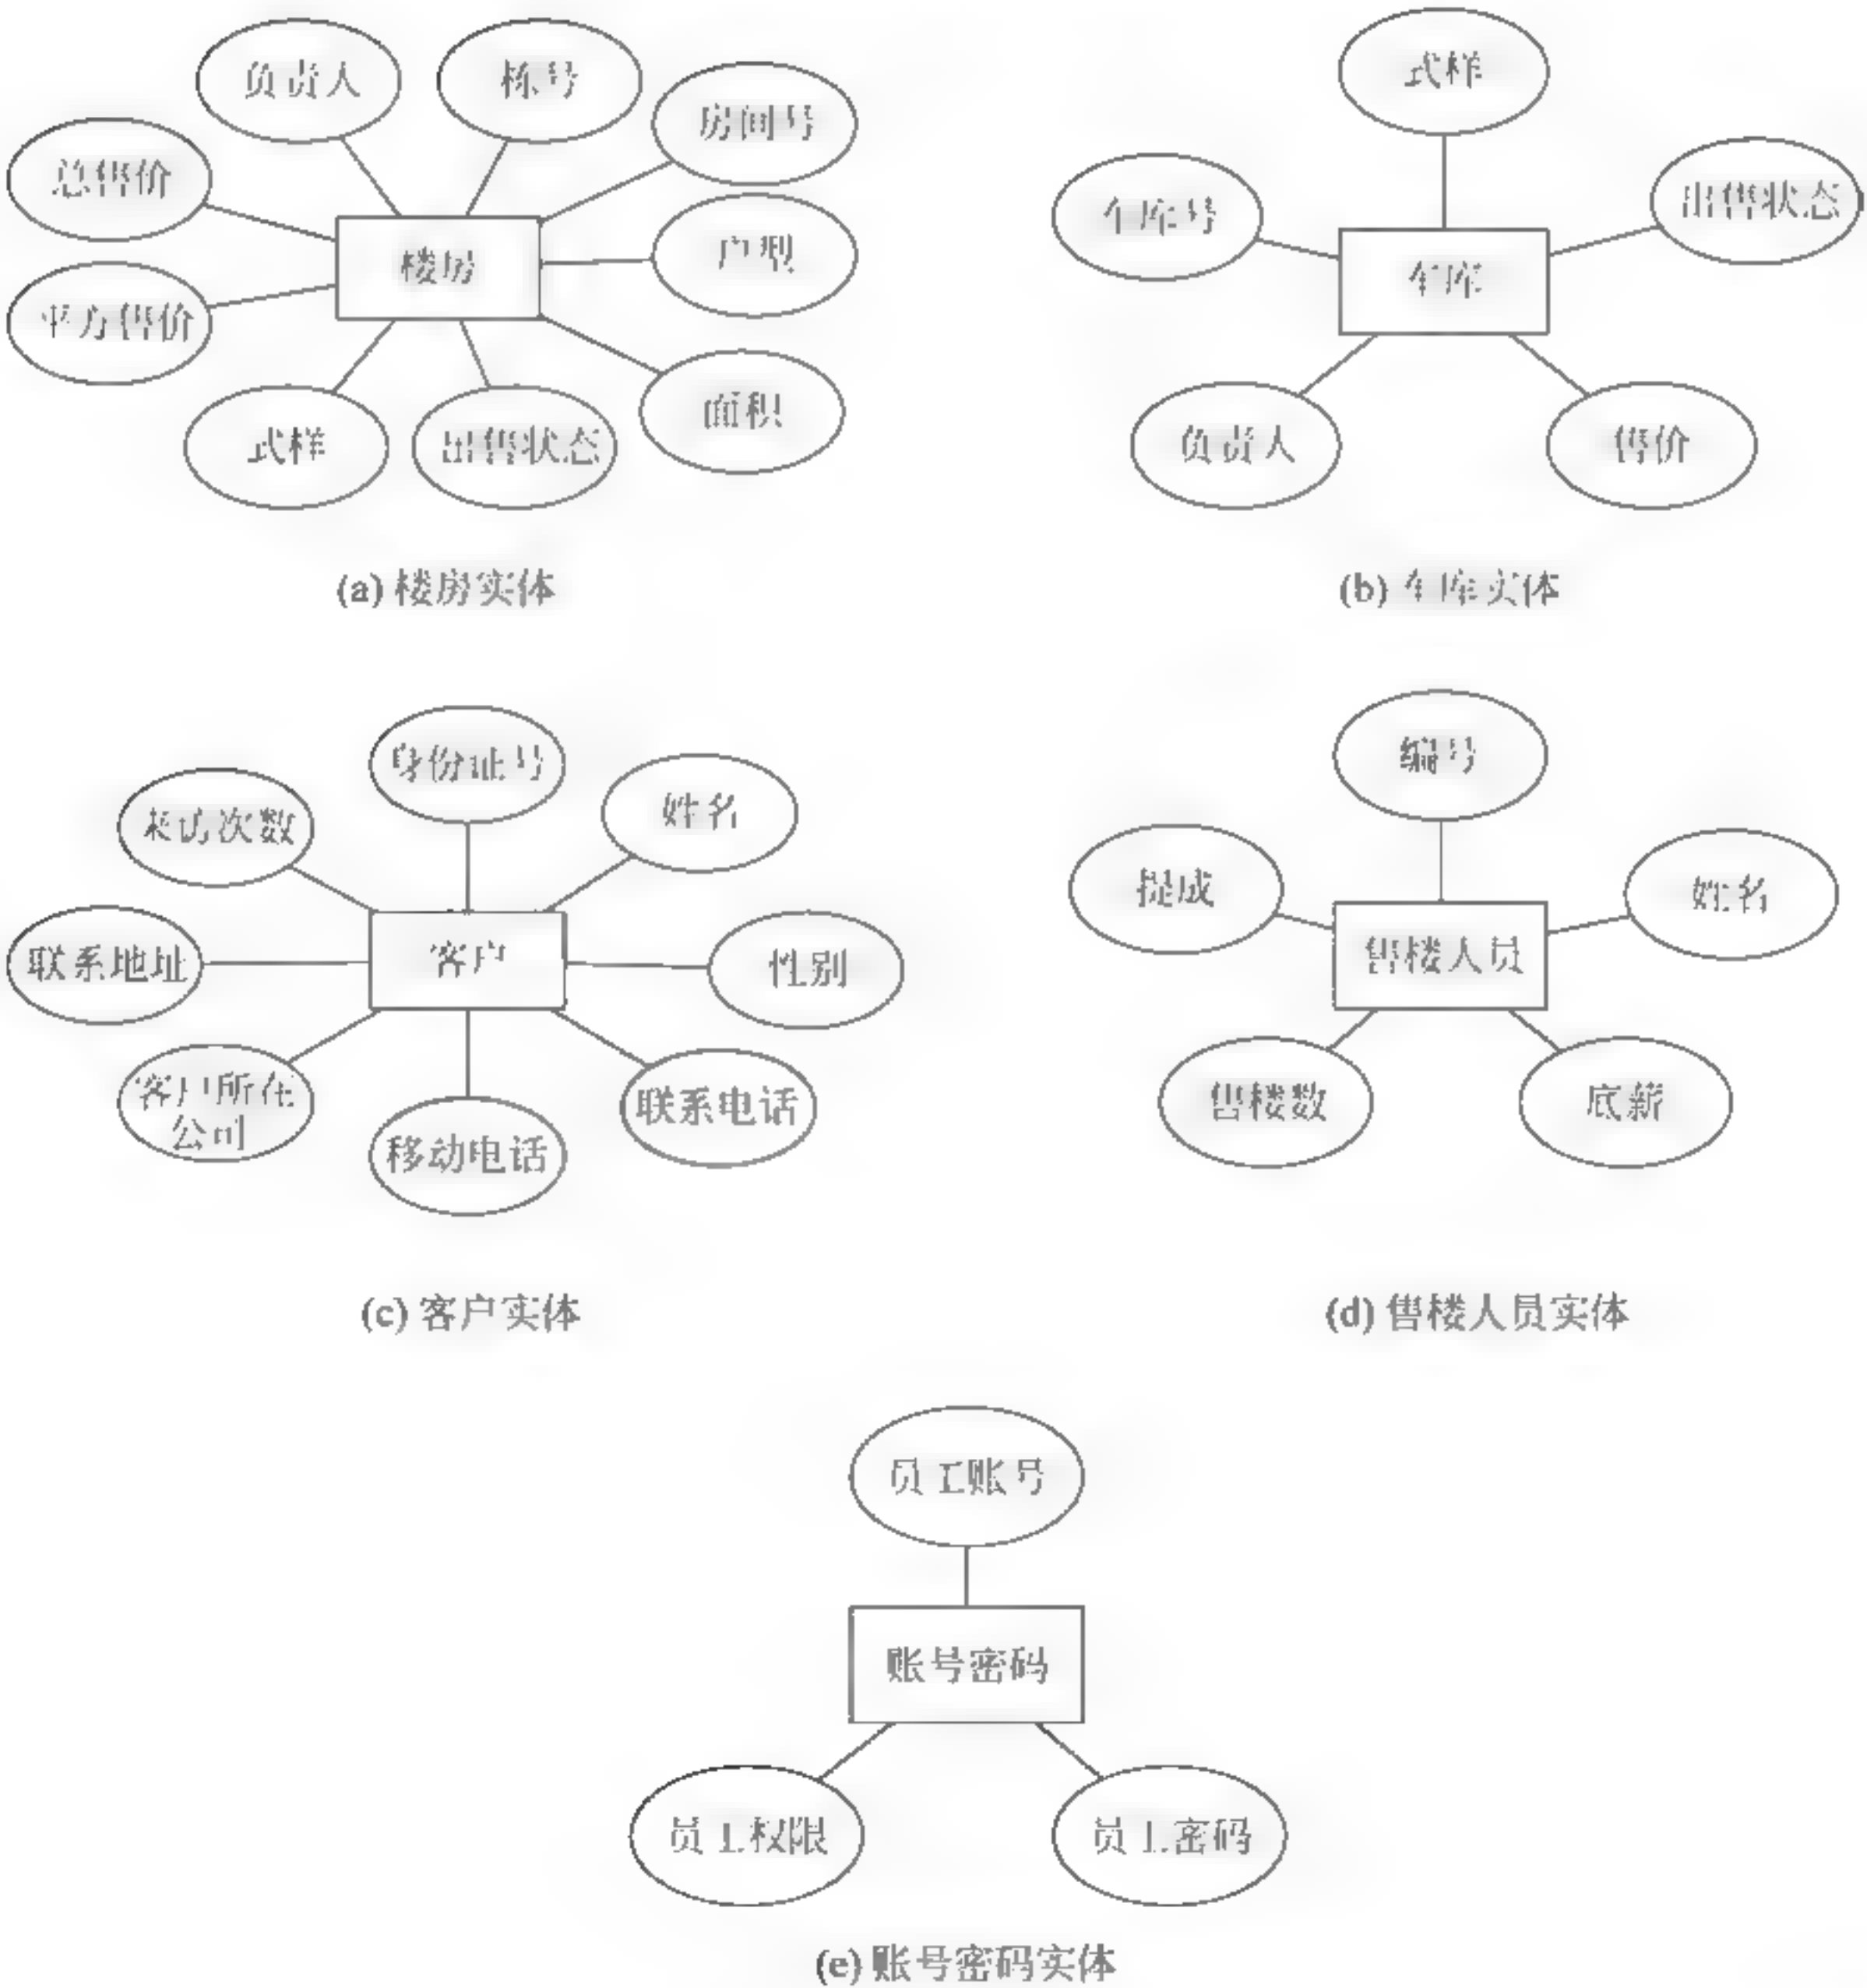 负责人
栋号
房间号
总售价
楼房
户型
平方售价
式样
出售状态
面积
(a) 楼房实体
式样
车库号
出售状态
车库
负责人
售价
(b) 车库实体
身份证号
姓名
来访次数
联系地址
客户
性别
客户所在
公司
移动电话
联系电话
(c) 客户实体
编号
提成
姓名
售楼人员
售楼数
底薪
(d) 售楼人员实体
员工账号
账号密码
员工权限
员工密码
(e) 账号密码实体